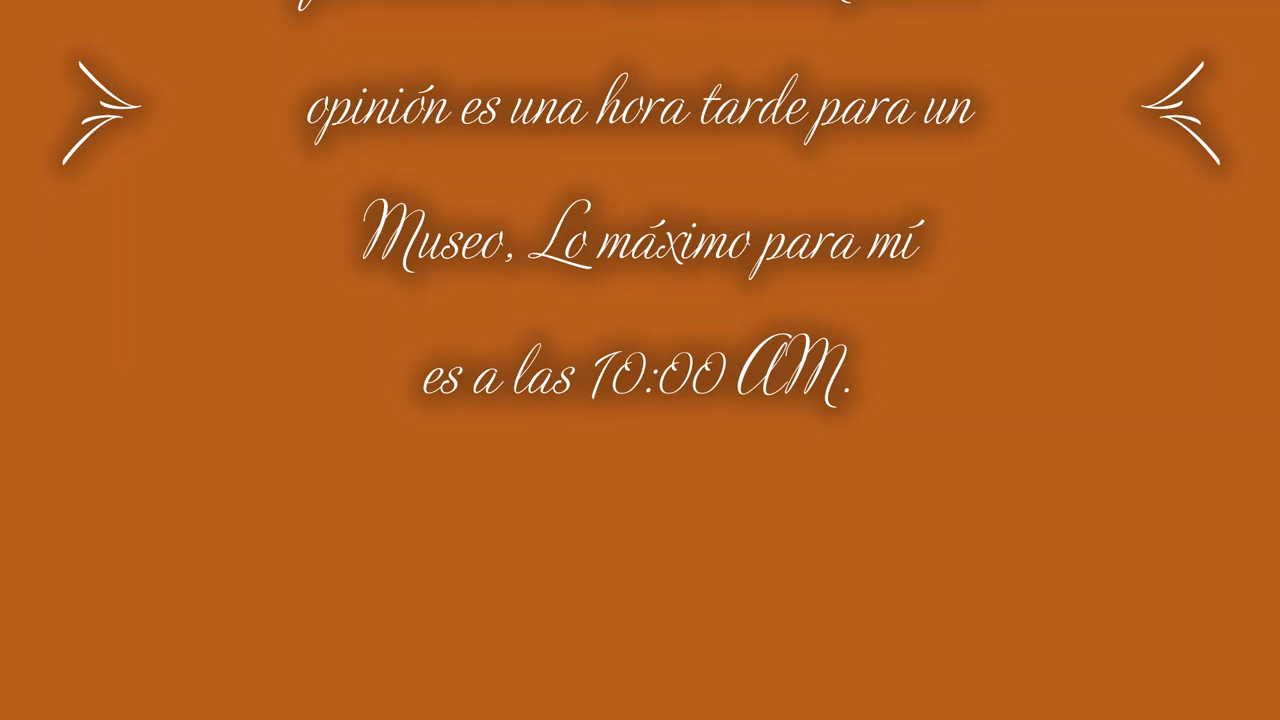 opinión es una hora tarde para un
Museo, Lo máximo para mí
es a las 10:00 AM.